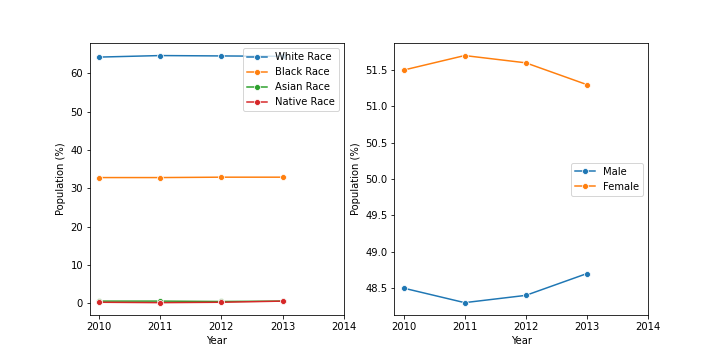 Population (%)
60
50
40
30
20
10
0
2010 2011 2012 2013 2014
Year
White Race
Black Race
Asian Race
Native Race
Population (%)
51.5
51.0
50.5
50.0
49.5
49.0
48.5
2010 2011 2012 2013 2014
Year
Male
Female